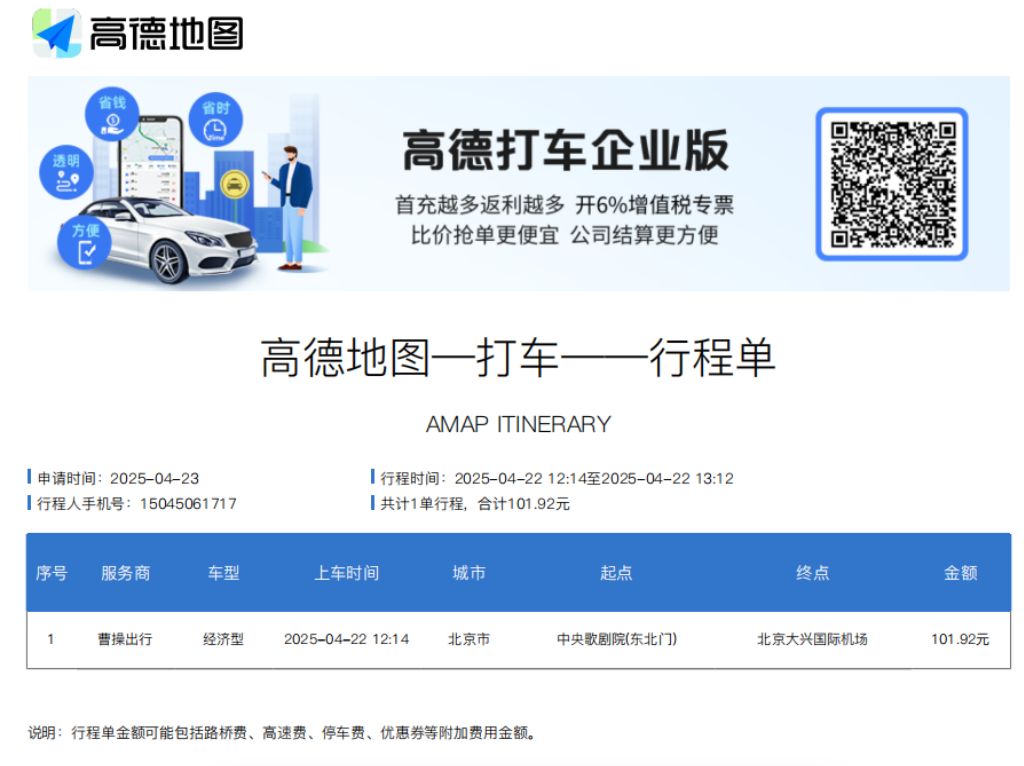 高德地图
省钱
省时
Time
透明
方便
高德打车企业版
首充越多返利越多 开6%增值税专票
比价抢单更便宜 公司结算更方便
高德地图—打车——行程单
AMAP ITINERARY
申请时间：2025-04-23 行程时间：2025-04-22 12:14至2025-04-22 13:12
行程人手机号：15045061717 共计1单行程，合计101.92元
序号 服务商 车型 上车时间 城市 起点 终点 金额
1 曹操出行 经济型 2025-04-22 12:14 北京市 中央歌剧院(东北门) 北京大兴国际机场 101.92元
说明：行程单金额可能包括路桥费、高速费、停车费、优惠券等附加费用金额。